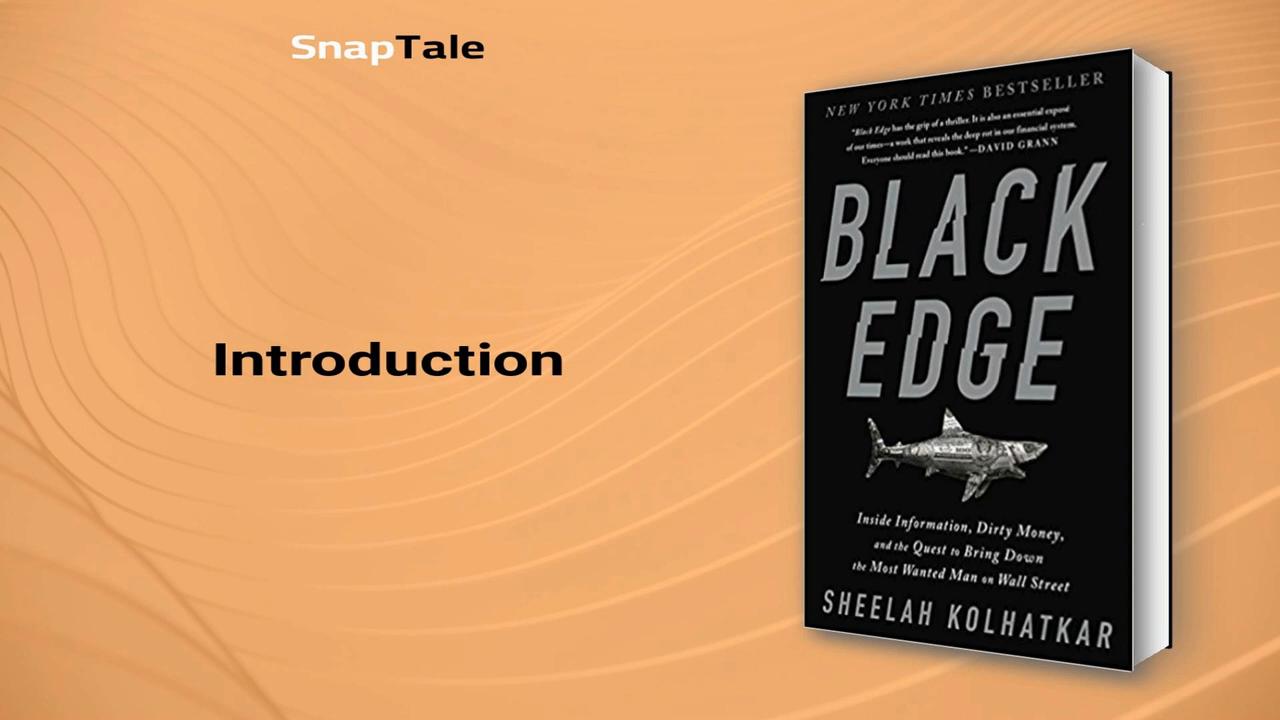 SnapTale
Introduction
NEW YORK TIMES BESTSELLER
"Black Edge has the grip of a thriller. It is also an essential exposé
of our times—a work that reveals the deep rot in our financial system.
Everyone should read this book."—DAVID GRANN
BLACK
EDGE
Inside Information, Dirty Money,
and the Quest to Bring Down
the Most Wanted Man on Wall Street
SHEELAH KOLHATKAR